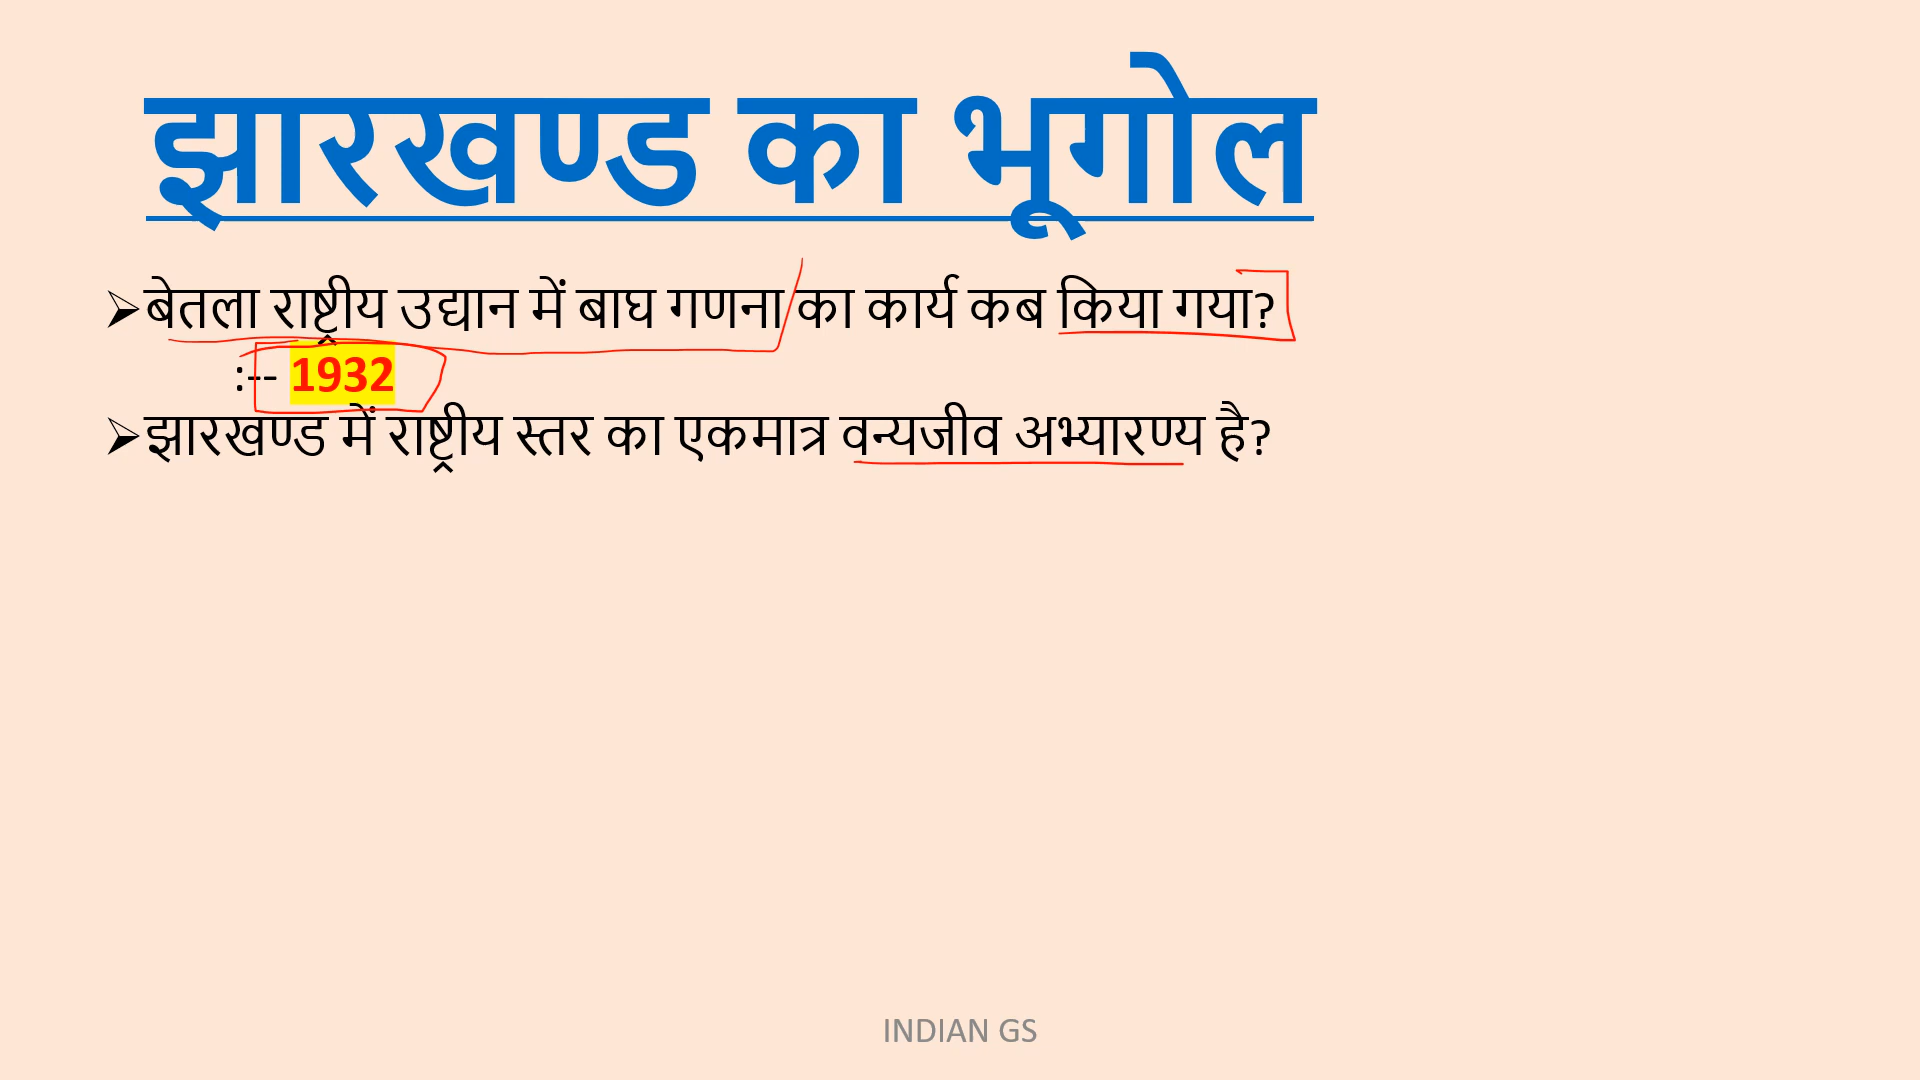 झारखण्ड का भूगोल
➢बेतला राष्ट्रीय उद्यान में बाघ गणना का कार्य कब किया गया?
:-- 1932
➢झारखण्ड में राष्ट्रीय स्तर का एकमात्र वन्यजीव अभ्यारण्य है?
INDIAN GS